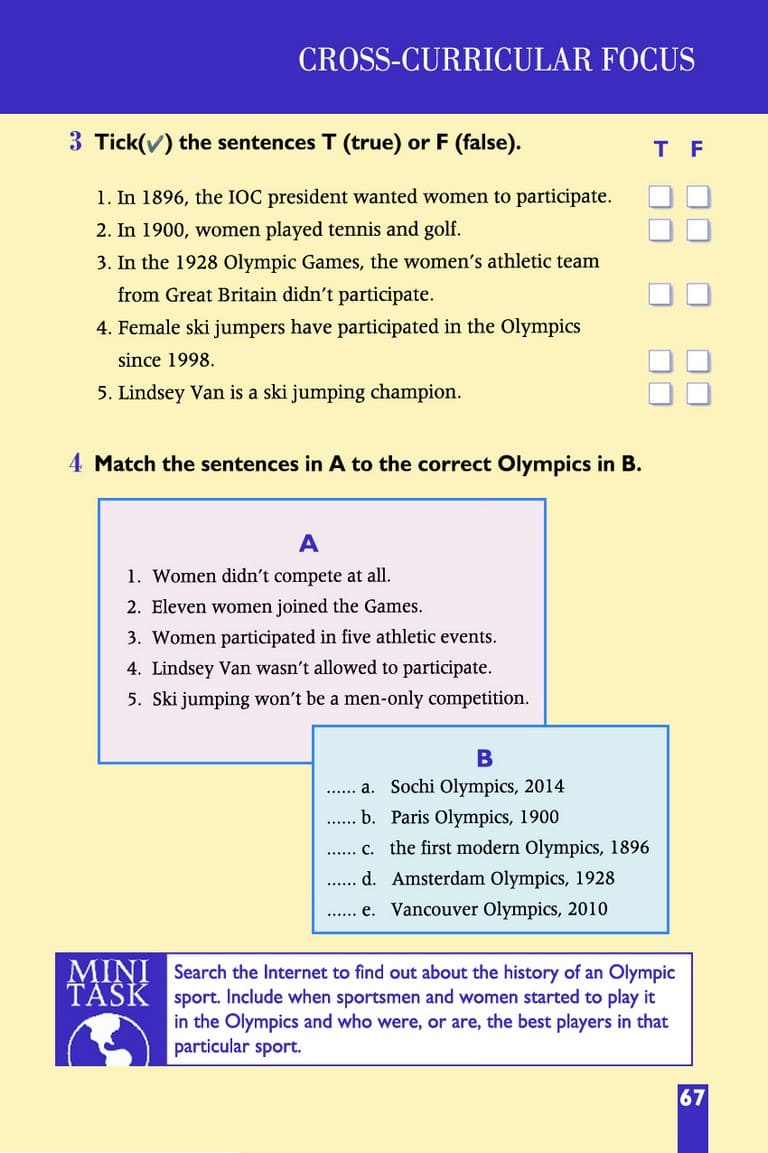 CROSS-CURRICULAR FOCUS
3 Tick(✓) the sentences T (true) or F (false).
T F
1. In 1896, the IOC president wanted women to participate.
2. In 1900, women played tennis and golf.
3. In the 1928 Olympic Games, the women's athletic team
from Great Britain didn't participate.
4. Female ski jumpers have participated in the Olympics
since 1998.
5. Lindsey Van is a ski jumping champion.
4 Match the sentences in A to the correct Olympics in B.
A
1. Women didn't compete at all.
2. Eleven women joined the Games.
3. Women participated in five athletic events.
4. Lindsey Van wasn't allowed to participate.
5. Ski jumping won't be a men-only competition.
B
...... a. Sochi Olympics, 2014
...... b. Paris Olympics, 1900
...... c. the first modern Olympics, 1896
...... d. Amsterdam Olympics, 1928
...... e. Vancouver Olympics, 2010
MINI
TASK
Search the Internet to find out about the history of an Olympic
sport. Include when sportsmen and women started to play it
in the Olympics and who were, or are, the best players in that
particular sport.
67